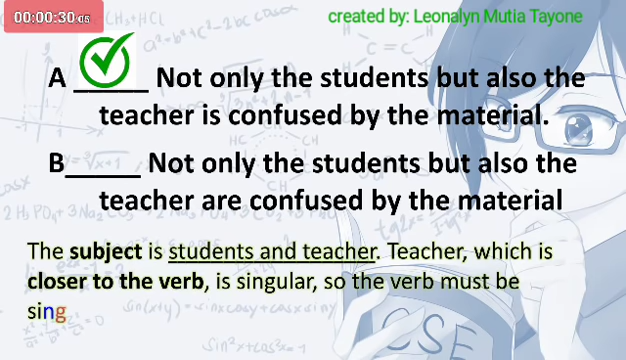 00:00:30:05
created by: Leonalyn Mutia Tayone
A _____ Not only the students but also the
teacher is confused by the material.
B_____ Not only the students but also the
teacher are confused by the material
The subject is students and teacher. Teacher, which is
closer to the verb, is singular, so the verb must be
sing
CSE